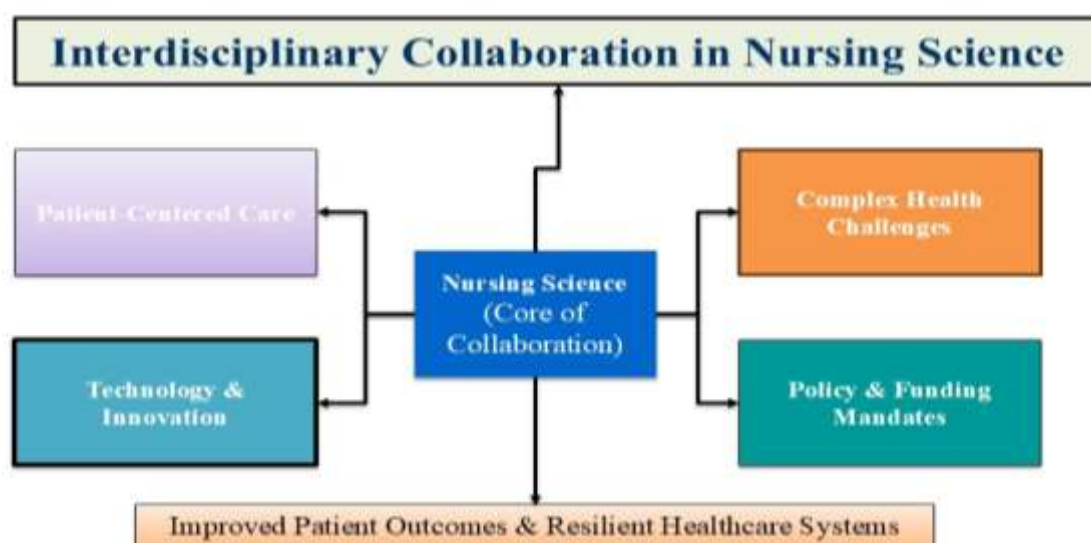 Interdisciplinary Collaboration in Nursing Science
Patient-Centered Care
Complex Health
Challenges
Nursing Science
(Core of
Collaboration)
Technology &
Innovation
Policy & Funding
Mandates
Improved Patient Outcomes & Resilient Healthcare Systems